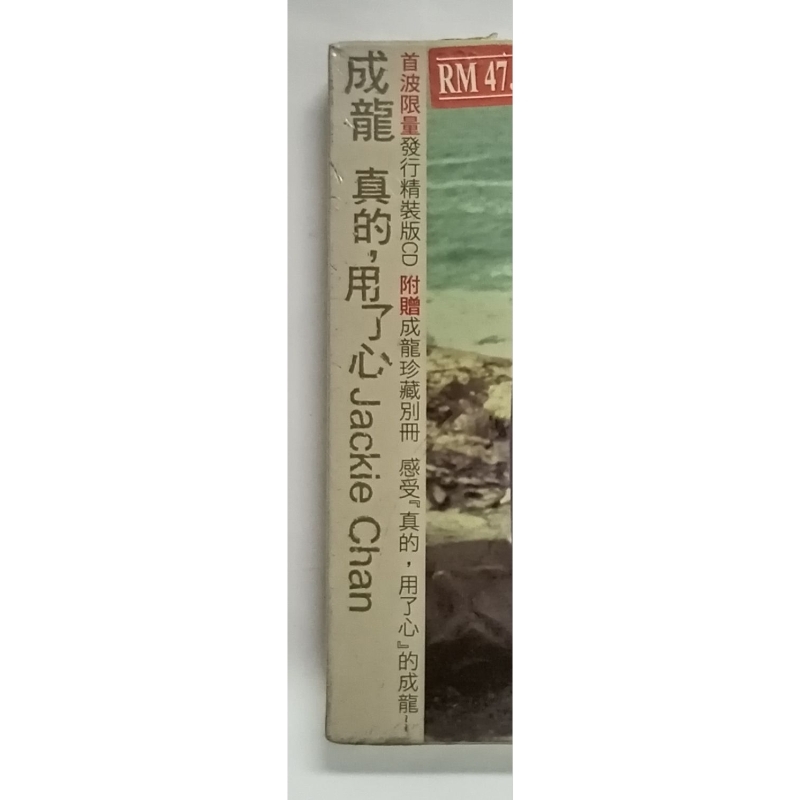 成龍 真的，用了心 Jackie Chan
首波限量發行精裝版CD 附贈成龍珍藏別冊 感受『真的，用了心』的成龍~
RM 47.